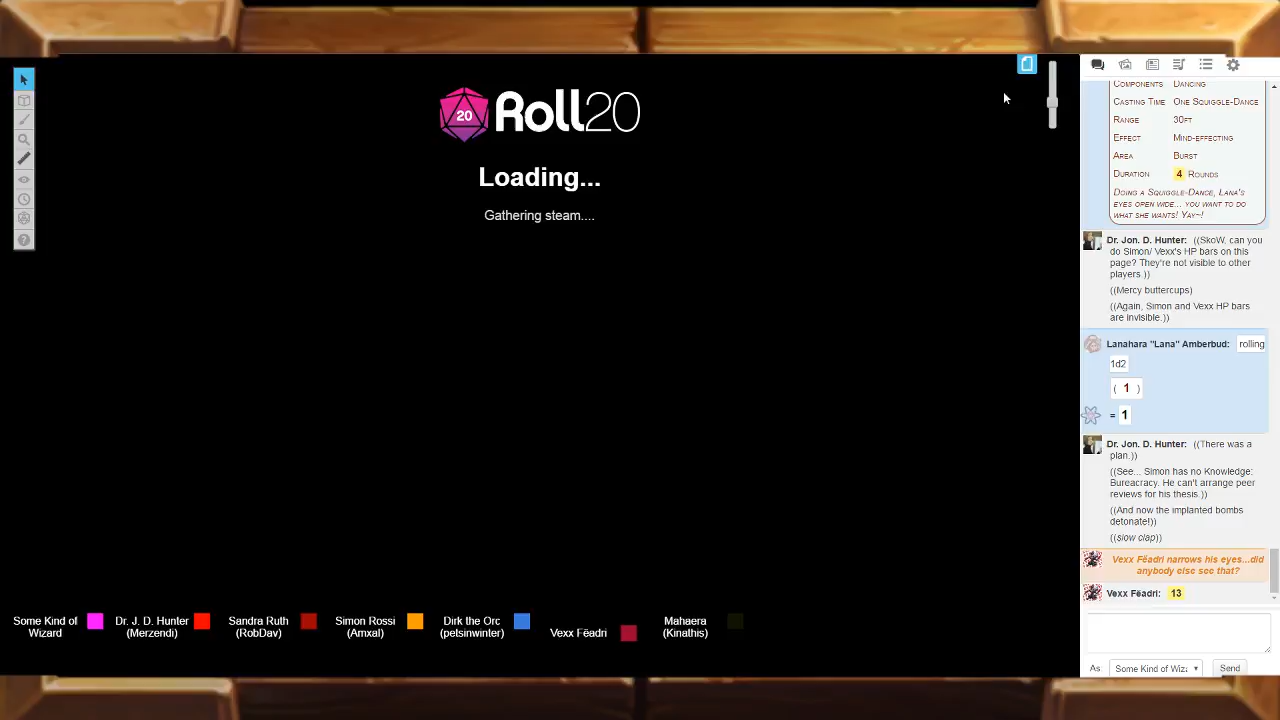 20 Roll20
Loading...
Gathering steam....
Some Kind of
Wizard
Dr. J. D. Hunter
(Merzendi)
Sandra Ruth
(RobDav)
Simon Rossi
(Amxal)
Dirk the Orc
(petsinwinter)
Vexx Fëadri
Mahaera
(Kinathis)
COMPONENTS DANCING
CASTING TIME ONE SQUIGGLE-DANCE
RANGE 30FT
EFFECT MIND-EFFECTING
AREA BURST
DURATION 4 ROUNDS
DOING A SQUIGGLE-DANCE, LANA'S
EYES OPEN WIDE... YOU WANT TO DO
WHAT SHE WANTS! YAY~!
Dr. Jon. D. Hunter: ((SkoW, can you
do Simon/ Vexx's HP bars on this
page? They're not visible to other
players.))
((Mercy buttercups)
((Again, Simon and Vexx HP bars
are invisible.))
Lanahara "Lana" Amberbud: rolling
1d2
( 1 )
= 1
Dr. Jon. D. Hunter: ((There was a
plan.))
((See... Simon has no Knowledge:
Bureacracy. He can't arrange peer
reviews for his thesis.))
((And now the implanted bombs
detonate!))
((slow clap))
Vexx Fëadri narrows his eyes...did
anybody else see that?
Vexx Fëadri: 13
As Some Kind of Wiz Send